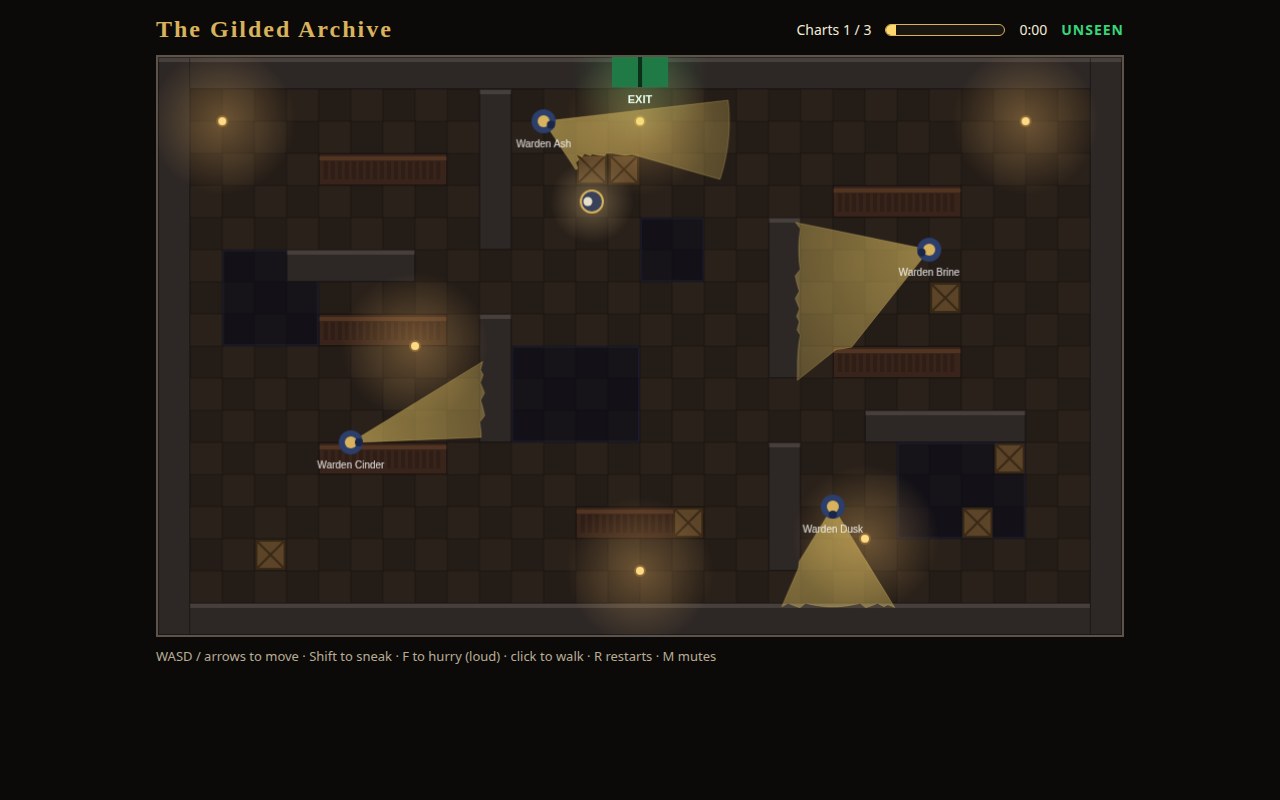 The Gilded Archive
Charts 1 / 3
0:00
UNSEEN
EXIT
Warden Ash
Warden Brine
Warden Cinder
Warden Dusk
WASD / arrows to move · Shift to sneak · F to hurry (loud) · click to walk · R restarts · M mutes